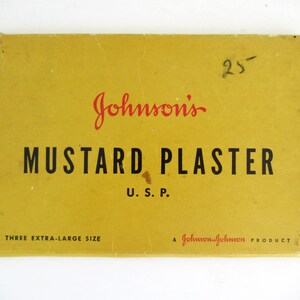 25
Johnson's
MUSTARD PLASTER
U. S. P.
THREE EXTRA-LARGE SIZE
A Johnson & Johnson PRODUCT